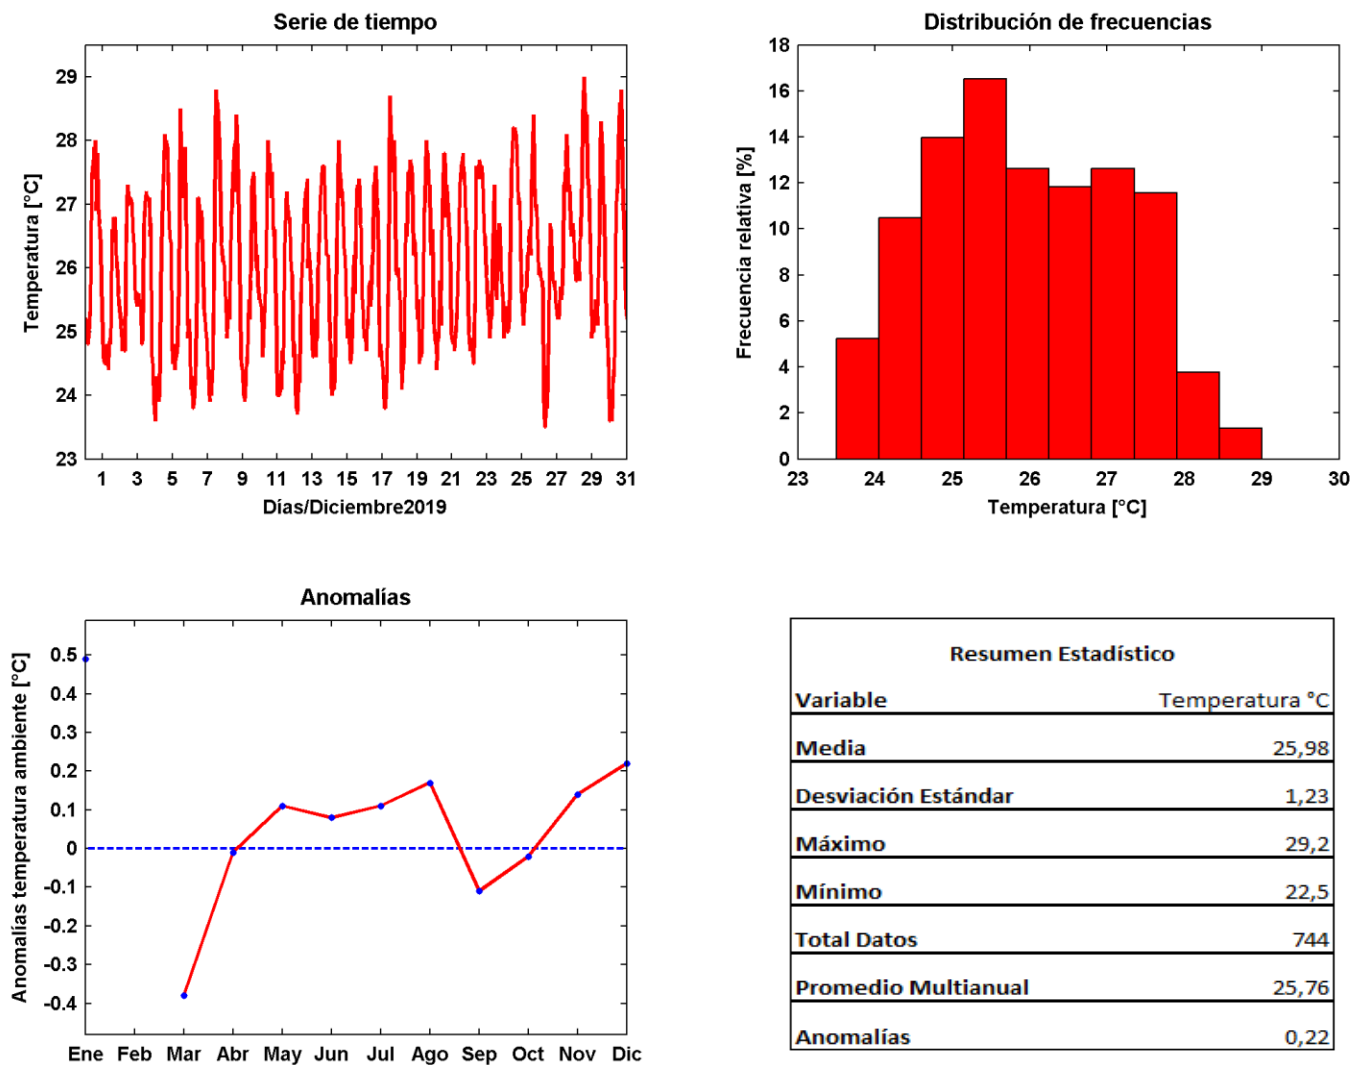 Serie de tiempo
Temperatura [°C]
29
28
27
26
25
24
23
1 3 5 7 9 11 13 15 17 19 21 23 25 27 29 31
Días/Diciembre2019
Distribución de frecuencias
Frecuencia relativa [%]
18
16
14
12
10
8
6
4
2
0
23 24 25 26 27 28 29 30
Temperatura [°C]
Anomalías
Anomalías temperatura ambiente [°C]
0.5
0.4
0.3
0.2
0.1
0
-0.1
-0.2
-0.3
-0.4
Ene Feb Mar Abr May Jun Jul Ago Sep Oct Nov Dic
Resumen Estadístico
Variable Temperatura °C
Media 25,98
Desviación Estándar 1,23
Máximo 29,2
Mínimo 22,5
Total Datos 744
Promedio Multianual 25,76
Anomalías 0,22